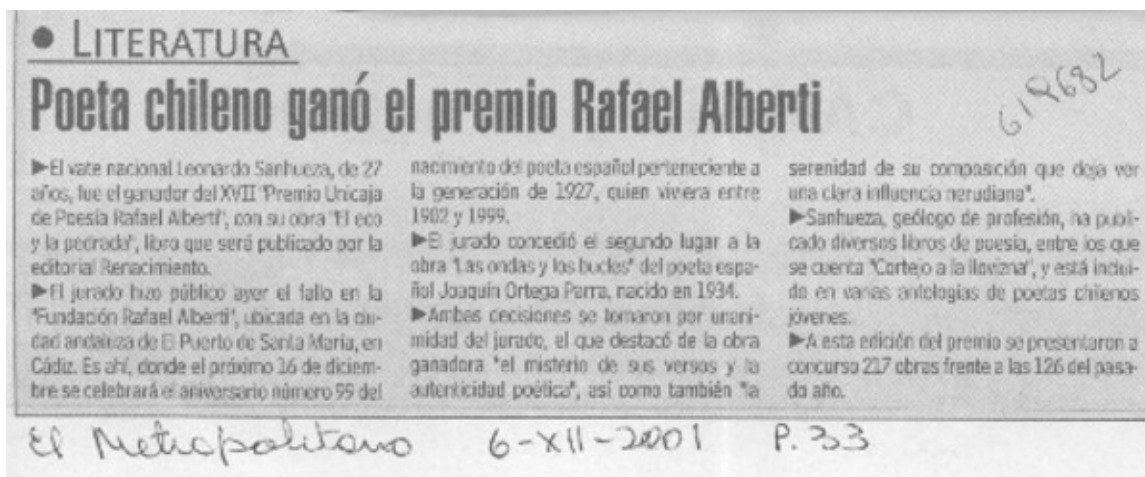 • LITERATURA
Poeta chileno ganó el premio Rafael Alberti
619682
►El vate nacional Leonardo Sanhueza, de 27
años, fue el ganador del XVII "Premio Unicaja
de Poesía Rafael Alberti", con su obra "El eco
y la pedrada", libro que será publicado por la
editorial Renacimiento.
►El jurado hizo público ayer el fallo en la
"Fundación Rafael Alberti", ubicada en la ciu-
dad andaluza de El Puerto de Santa María, en
Cádiz. Es ahí, donde el próximo 16 de diciem-
bre se celebrará el aniversario número 99 del
nacimiento del poeta español perteneciente a
la generación de 1927, quien viviera entre
1902 y 1999.
►El jurado concedió el segundo lugar a la
obra "Las ondas y los bucles" del poeta espa-
ñol Joaquín Ortega Parra, nacido en 1934.
►Ambas decisiones se tomaron por unani-
midad del jurado, el que destacó de la obra
ganadora "el misterio de sus versos y la
autenticidad poética", así como también "la
serenidad de su composición que deja ver
una clara influencia nerudiana".
►Sanhueza, geólogo de profesión, ha publi-
cado diversos libros de poesía, entre los que
se cuenta "Cortejo a la llovizna", y está inclui-
do en varias antologías de poetas chilenos
jóvenes.
►A esta edición del premio se presentaron a
concurso 217 obras frente a las 126 del pasa-
do año.
El Metropolitano 6-XII-2001 P. 33